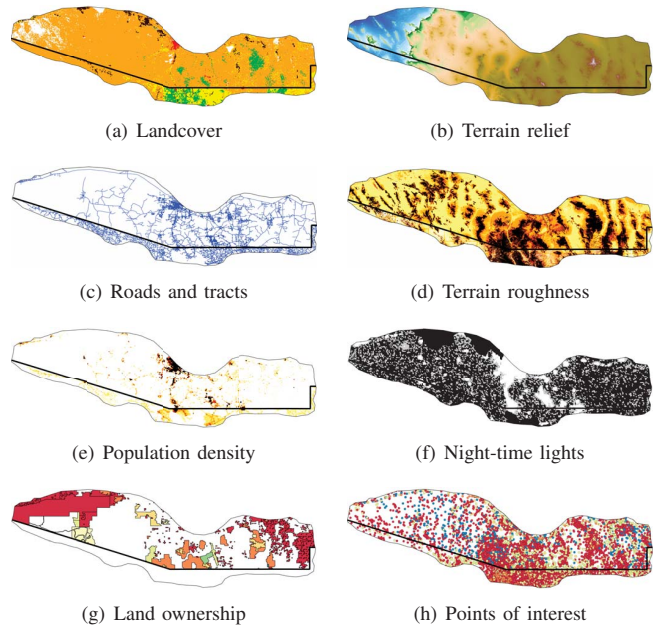 (a) Landcover
(b) Terrain relief
(c) Roads and tracts
(d) Terrain roughness
(e) Population density
(f) Night-time lights
(g) Land ownership
(h) Points of interest